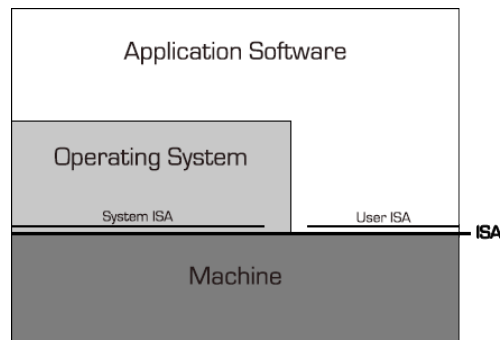 Application Software
Operating System
System ISA
User ISA
ISA
Machine